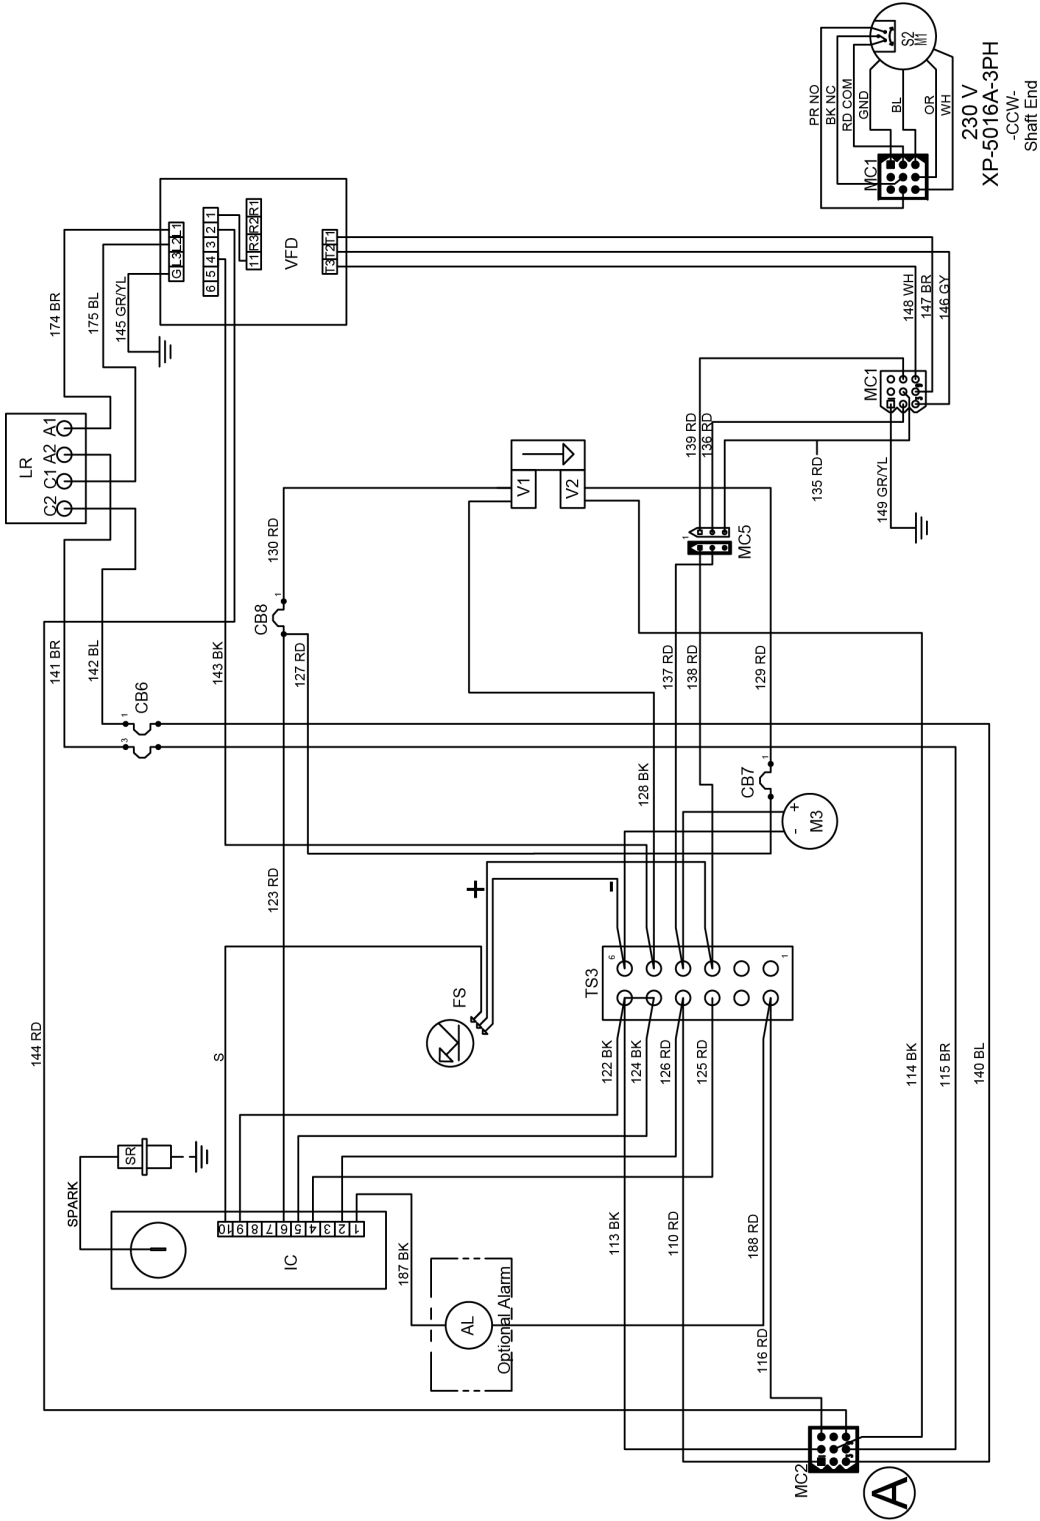 LR
C2
C1
A2
A1
174 BR
175 BL
145 GR/YL
G
L3
L2
L1
6
5
4
3
2
1
11
R3
R2
R1
VFD
T3
T2
T1
141 BR
142 BL
143 BK
144 RD
CB6
3
1
CB8
1
130 RD
127 RD
123 RD
V1
V2
139 RD
136 RD
135 RD
149 GR/YL
148 WH
147 BR
146 GY
MC1
1
MC5
137 RD
138 RD
129 RD
128 BK
CB7
1
-
+
M3
+
-
S
FS
TS3
6
1
122 BK
124 BK
126 RD
125 RD
114 BK
115 BR
140 BL
SPARK
SR
IC
10
9
8
7
6
5
4
3
2
1
187 BK
AL
Optional Alarm
113 BK
110 RD
188 RD
116 RD
MC2
A
PR NO
BK NC
RD COM
GND
BL
OR
WH
MC1
S2
M1
230 V
XP-5016A-3PH
-CCW-
Shaft End